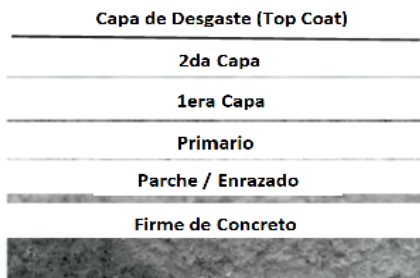 Capa de Desgaste (Top Coat)
2da Capa
1era Capa
Primario
Parche / Enrazado
Firme de Concreto